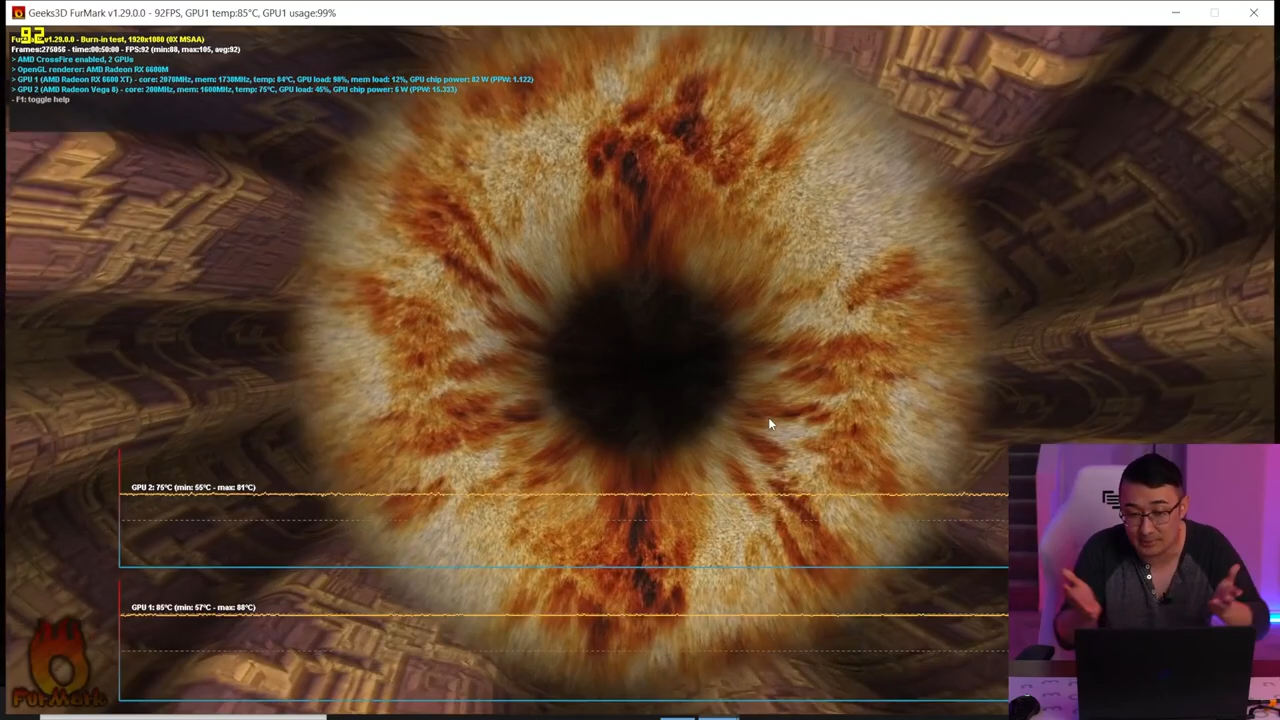 Geeks3D FurMark v1.29.0.0 - 92FPS, GPU1 temp:85°C, GPU1 usage:99%
92
v1.29.0.0 - Burn-in test, 1920x1080 (0X MSAA)
Frames:275055 - time:00:50:00 - FPS:92 (min:88, max:105, avg:92)
> AMD CrossFire enabled, 2 GPUs
> OpenGL renderer: AMD Radeon RX 6600M
> GPU 1 (AMD Radeon RX 6600 XT) - core: 2070MHz, mem: 1738MHz, temp: 84°C, GPU load: 98%, mem load: 12%, GPU chip power: 82 W (PPW: 1.122)
> GPU 2 (AMD Radeon Vega 8) - core: 200MHz, mem: 1600MHz, temp: 75°C, GPU load: 45%, GPU chip power: 6 W (PPW: 15.333)
- F1: toggle help
GPU 2: 75°C (min: 55°C - max: 81°C)
GPU 1: 85°C (min: 57°C - max: 88°C)
FurMark